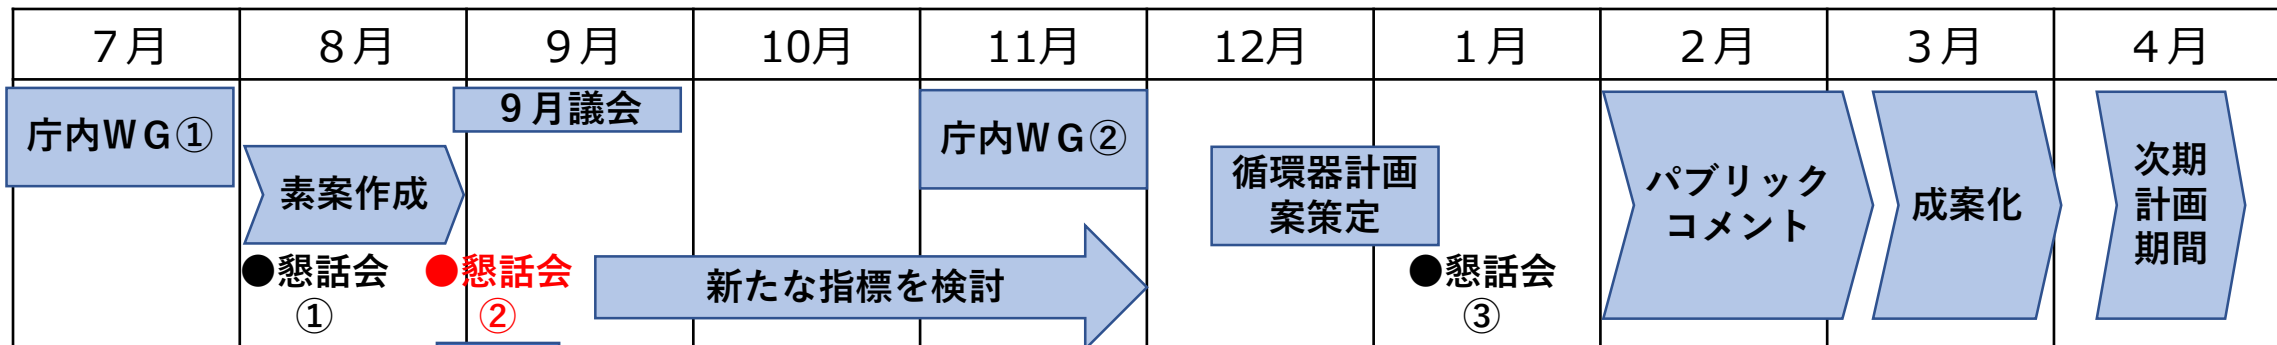 ７月
８月
９月
10月
11月
12月
１月
２月
３月
４月
庁内WＧ①
９月議会
庁内WＧ②
素案作成
循環器計画
案策定
パブリック
コメント
成案化
次期
計画
期間
●懇話会
①
●懇話会
②
新たな指標を検討
●懇話会
③